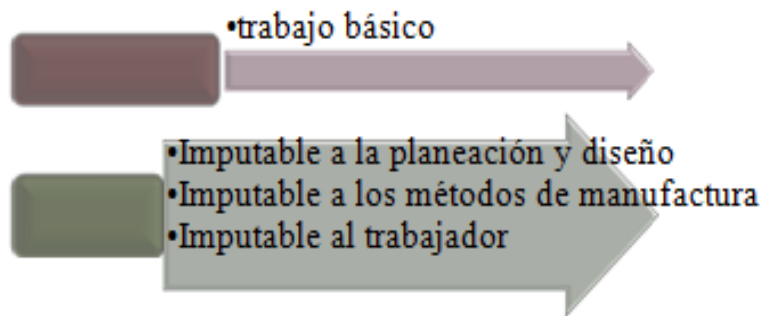 •trabajo básico
•Imputable a la planeación y diseño
•Imputable a los métodos de manufactura
•Imputable al trabajador